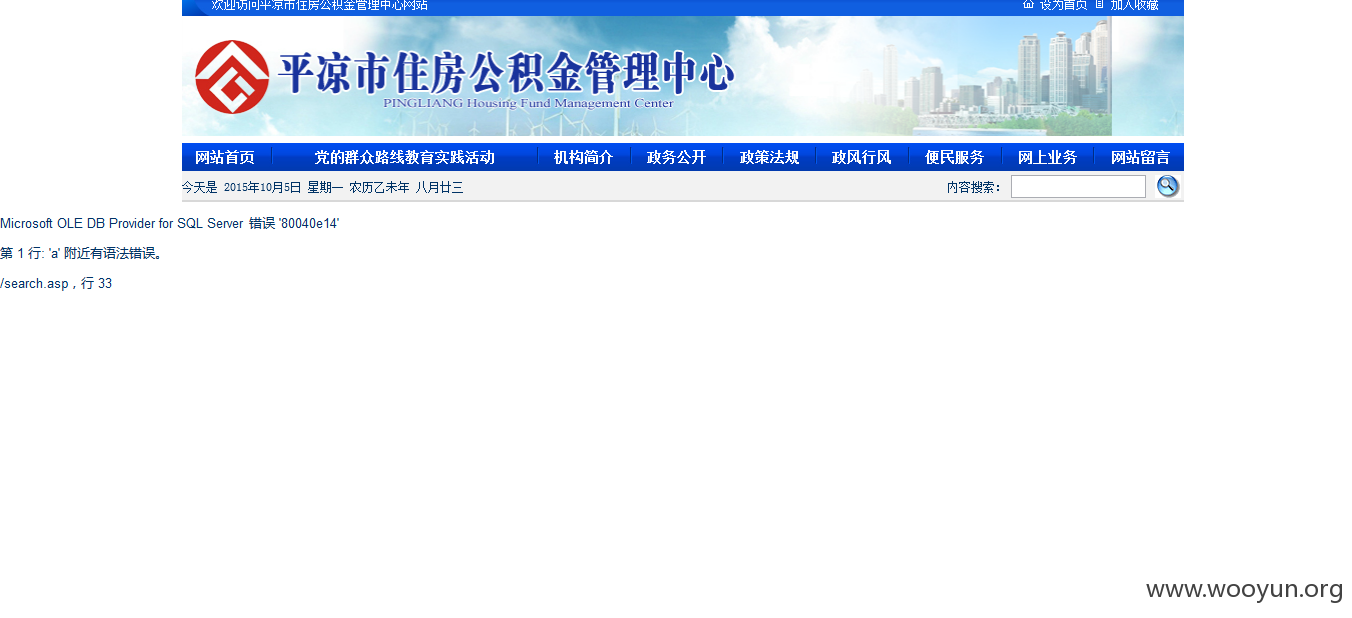 欢迎访问平凉市住房公积金管理中心网站
设为首页 加入收藏
平凉市住房公积金管理中心
PINGLIANG Housing Fund Management Center
网站首页 党的群众路线教育实践活动 机构简介 政务公开 政策法规 政风行风 便民服务 网上业务 网站留言
今天是 2015年10月5日 星期一 农历乙未年 八月廿三 内容搜索：
Microsoft OLE DB Provider for SQL Server 错误 '80040e14'
第 1 行: 'a' 附近有语法错误。
/search.asp，行 33
www.wooyun.org